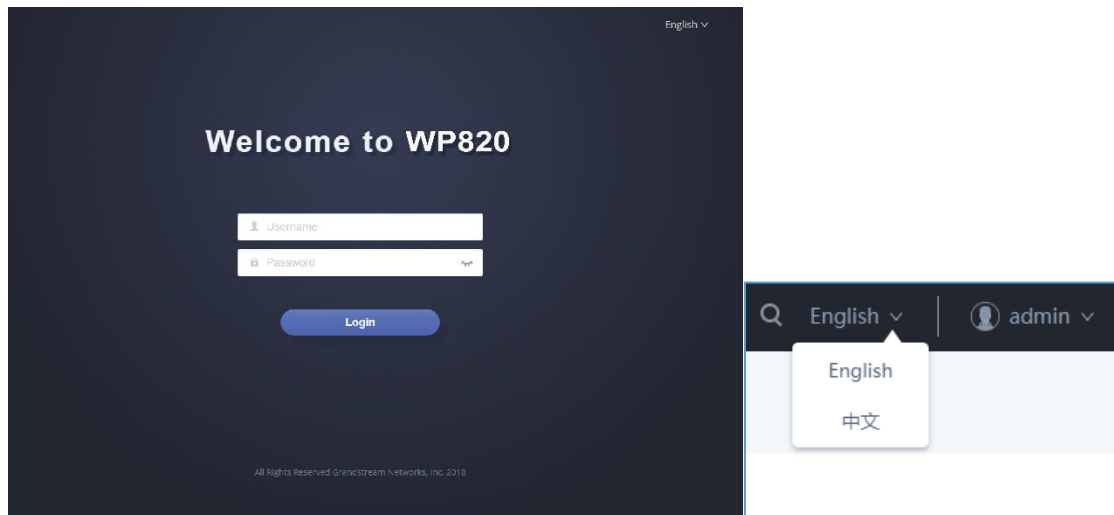 English
Welcome to WP820
Username
Password
Login
All Rights Reserved Grandstream Networks, Inc. 2018
English
admin
English
中文